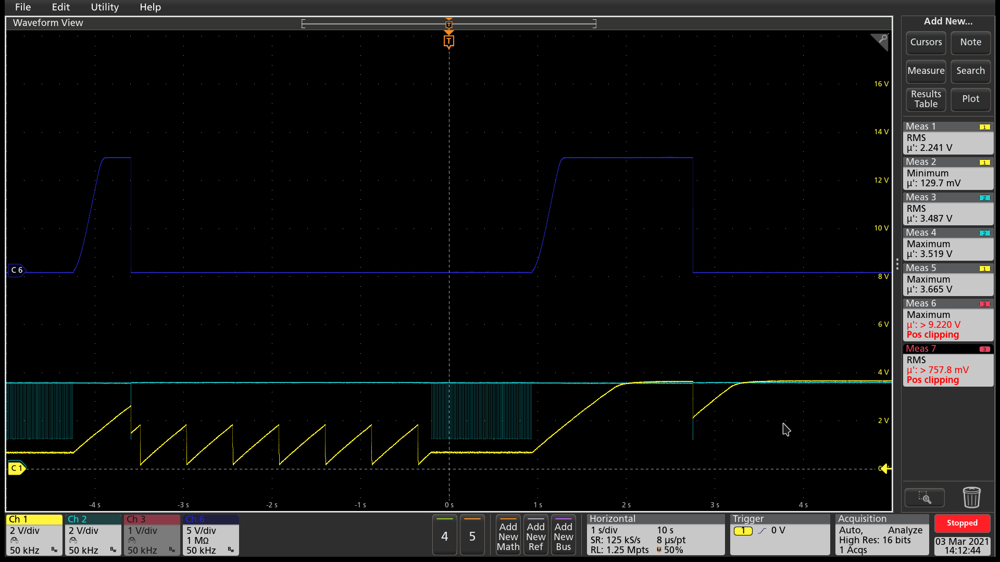 File Edit Utility Help
Waveform View
T
T
16 V
14 V
12 V
10 V
C 6
8 V
6 V
4 V
2 V
C 1
-4 s -3 s -2 s -1 s 0 s 1 s 2 s 3 s 4 s
Add New...
Cursors Note
Measure Search
Results
Table
Plot
Meas 1 1
RMS
µ': 2.241 V
Meas 2 1
Minimum
µ': 129.7 mV
Meas 3 2
RMS
µ': 3.487 V
Meas 4 2
Maximum
µ': 3.519 V
Meas 5 1
Maximum
µ': 3.665 V
Meas 6 3
Maximum
µ': > 9.220 V
Pos clipping
Meas 7 3
RMS
µ': > 757.8 mV
Pos clipping
Ch 1
2 V/div
50 kHz Bw
Ch 2
2 V/div
50 kHz Bw
Ch 3
1 V/div
50 kHz Bw
Ch 6
5 V/div
1 MΩ
50 kHz Bw
4
5
Add
New
Math
Add
New
Ref
Add
New
Bus
Horizontal
1 s/div 10 s
SR: 125 kS/s 8 µs/pt
RL: 1.25 Mpts T 50%
Trigger
1 0 V
Acquisition
Auto, Analyze
High Res: 16 bits
1 Acqs
Stopped
03 Mar 2021
14:12:44